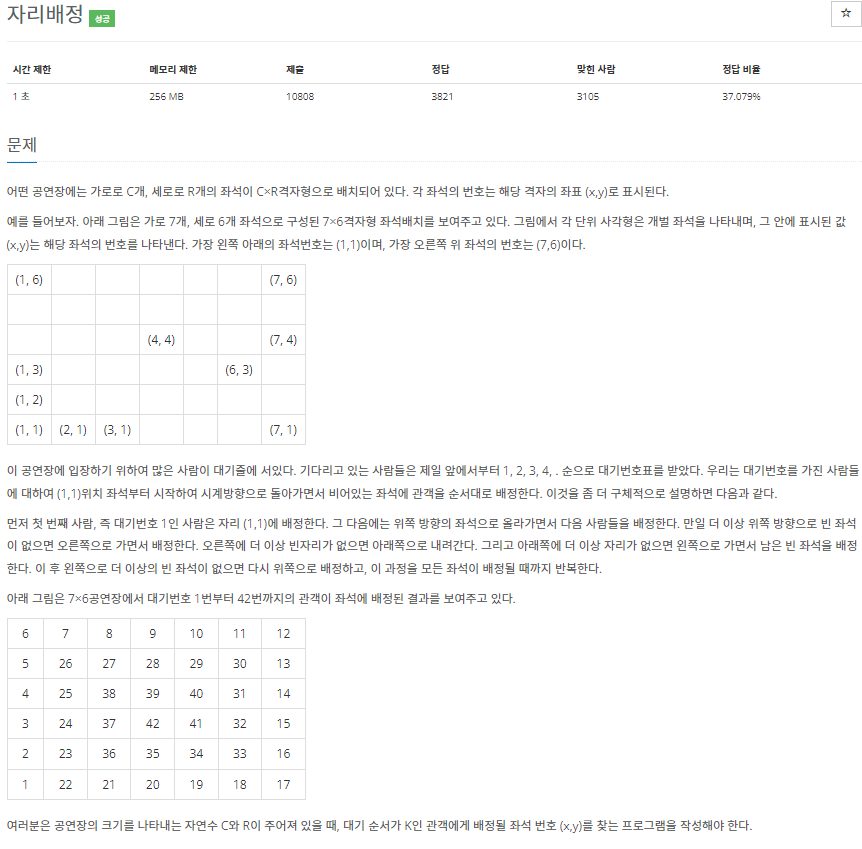 자리배정 성공
☆
시간 제한 메모리 제한 제출 정답 맞힌 사람 정답 비율
1 초 256 MB 10808 3821 3105 37.079%
문제
어떤 공연장에는 가로로 C개, 세로로 R개의 좌석이 C×R격자형으로 배치되어 있다. 각 좌석의 번호는 해당 격자의 좌표 (x,y)로 표시된다.
예를 들어보자. 아래 그림은 가로 7개, 세로 6개 좌석으로 구성된 7×6격자형 좌석배치를 보여주고 있다. 그림에서 각 단위 사각형은 개별 좌석을 나타내며, 그 안에 표시된 값
(x,y)는 해당 좌석의 번호를 나타낸다. 가장 왼쪽 아래의 좌석번호는 (1,1)이며, 가장 오른쪽 위 좌석의 번호는 (7,6)이다.
(1, 6) (7, 6)
(4, 4) (7, 4)
(1, 3) (6, 3)
(1, 2)
(1, 1) (2, 1) (3, 1) (7, 1)
이 공연장에 입장하기 위하여 많은 사람이 대기줄에 서있다. 기다리고 있는 사람들은 제일 앞에서부터 1, 2, 3, 4, . 순으로 대기번호표를 받았다. 우리는 대기번호를 가진 사람들
에 대하여 (1,1)위치 좌석부터 시작하여 시계방향으로 돌아가면서 비어있는 좌석에 관객을 순서대로 배정한다. 이것을 좀 더 구체적으로 설명하면 다음과 같다.
먼저 첫 번째 사람, 즉 대기번호 1인 사람은 자리 (1,1)에 배정한다. 그 다음에는 위쪽 방향의 좌석으로 올라가면서 다음 사람들을 배정한다. 만일 더 이상 위쪽 방향으로 빈 좌석
이 없으면 오른쪽으로 가면서 배정한다. 오른쪽에 더 이상 빈자리가 없으면 아래쪽으로 내려간다. 그리고 아래쪽에 더 이상 자리가 없으면 왼쪽으로 가면서 남은 빈 좌석을 배정
한다. 이 후 왼쪽으로 더 이상의 빈 좌석이 없으면 다시 위쪽으로 배정하고, 이 과정을 모든 좌석이 배정될 때까지 반복한다.
아래 그림은 7×6공연장에서 대기번호 1번부터 42번까지의 관객이 좌석에 배정된 결과를 보여주고 있다.
6 7 8 9 10 11 12
5 26 27 28 29 30 13
4 25 38 39 40 31 14
3 24 37 42 41 32 15
2 23 36 35 34 33 16
1 22 21 20 19 18 17
여러분은 공연장의 크기를 나타내는 자연수 C와 R이 주어져 있을 때, 대기 순서가 K인 관객에게 배정될 좌석 번호 (x,y)를 찾는 프로그램을 작성해야 한다.